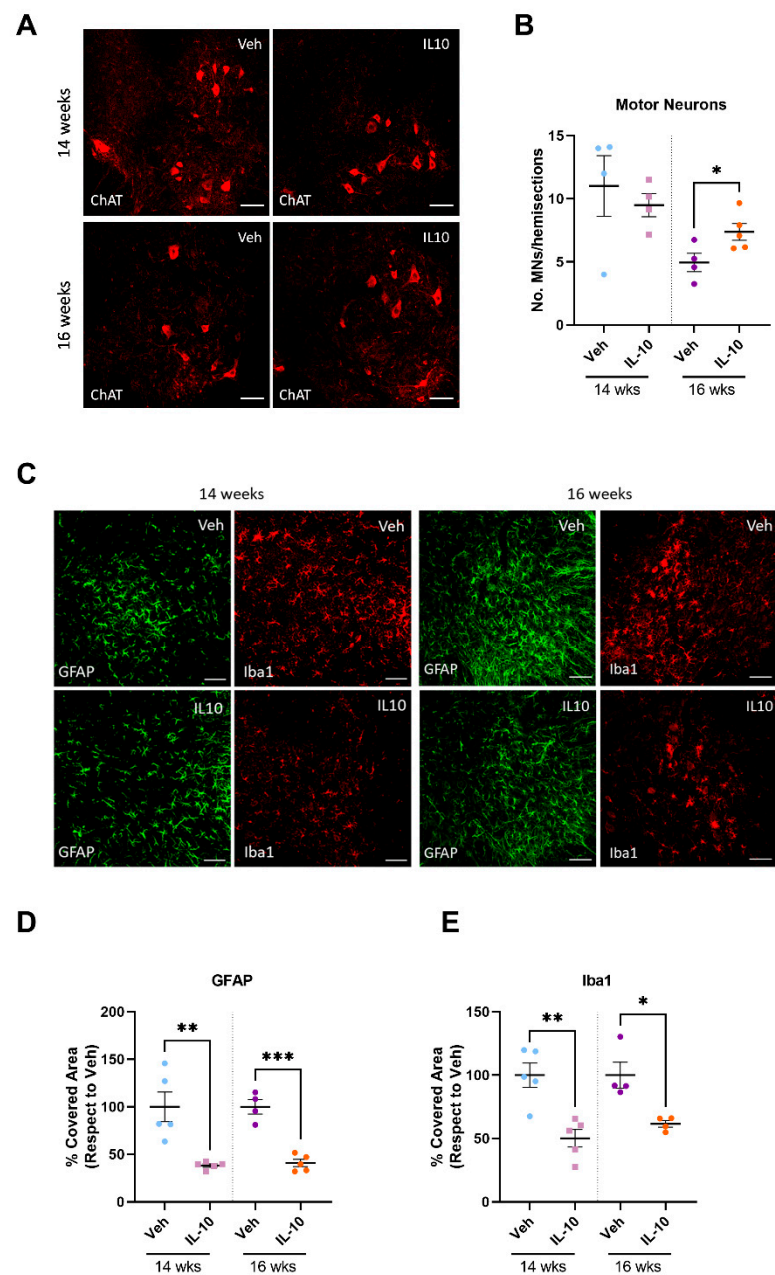 A
Veh
IL10
14 weeks
ChAT
ChAT
Veh
IL10
16 weeks
ChAT
ChAT
B
Motor Neurons
No. MNs/hemisections
15
10
5
0
*
Veh
IL-10
Veh
IL-10
14 wks
16 wks
C
14 weeks
16 weeks
Veh
Veh
Veh
Veh
GFAP
Iba1
GFAP
Iba1
IL10
IL10
IL10
IL10
GFAP
Iba1
GFAP
Iba1
D
GFAP
% Covered Area
(Respect to Veh)
200
150
100
50
0
**
***
Veh
IL-10
Veh
IL-10
14 wks
16 wks
E
Iba1
% Covered Area
(Respect to Veh)
150
100
50
0
**
*
Veh
IL-10
Veh
IL-10
14 wks
16 wks